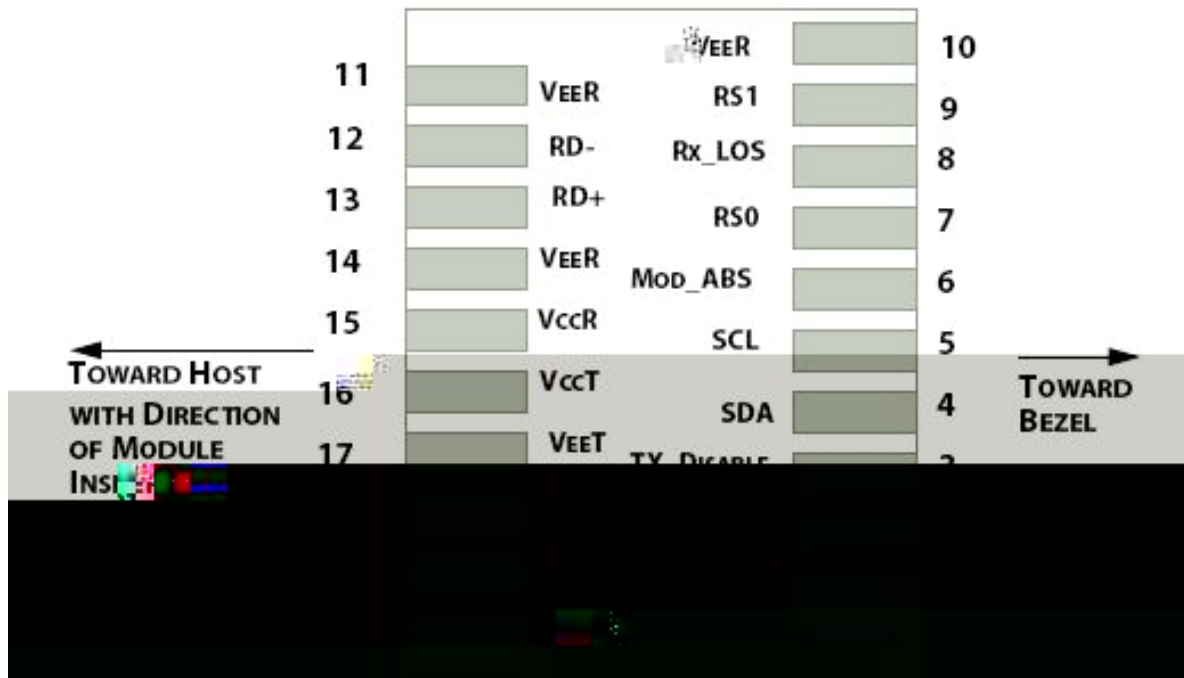 VEER 10
11 VEER
RS1 9
12 RD-
Rx_LOS 8
13 RD+
RS0 7
14 VEER
MOD_ABS 6
15 VCCR
SCL 5
TOWARD HOST
WITH DIRECTION
OF MODULE
16 VCCT
SDA 4
TOWARD
BEZEL
17 VEET
TX_DISABLE